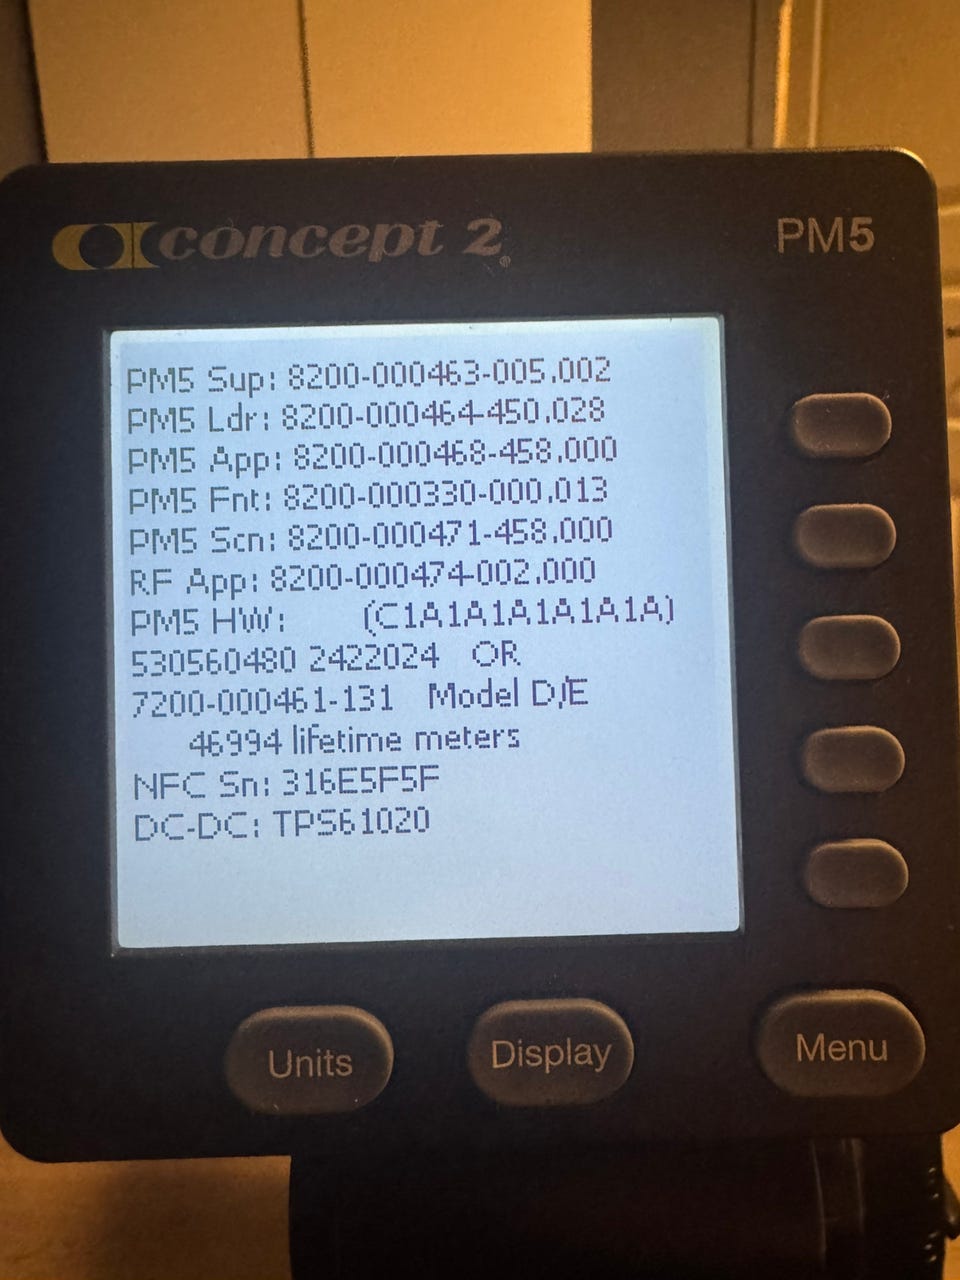 concept 2®
PM5
PM5 Sup: 8200-000463-005.002
PM5 Ldr: 8200-000464-450.028
PM5 App: 8200-000468-458.000
PM5 Fnt: 8200-000330-000.013
PM5 Scn: 8200-000471-458.000
RF App: 8200-000474-002.000
PM5 HW: (C1A1A1A1A1A1A)
530560480 2422024 OR
7200-000461-131 Model D/E
46994 lifetime meters
NFC Sn: 316E5F5F
DC-DC: TPS61020
Units
Display
Menu